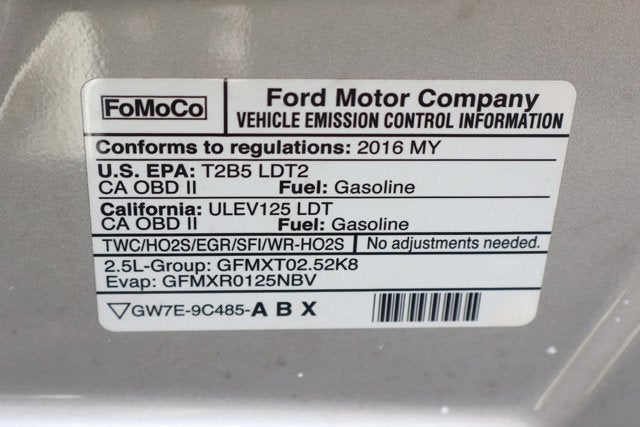 FoMoCo
Ford Motor Company
VEHICLE EMISSION CONTROL INFORMATION
Conforms to regulations: 2016 MY
U.S. EPA: T2B5 LDT2
CA OBD II Fuel: Gasoline
California: ULEV125 LDT
CA OBD II Fuel: Gasoline
TWC/HO2S/EGR/SFI/WR-HO2S No adjustments needed.
2.5L-Group: GFMXT02.52K8
Evap: GFMXR0125NBV
▽GW7E-9C485-A B X